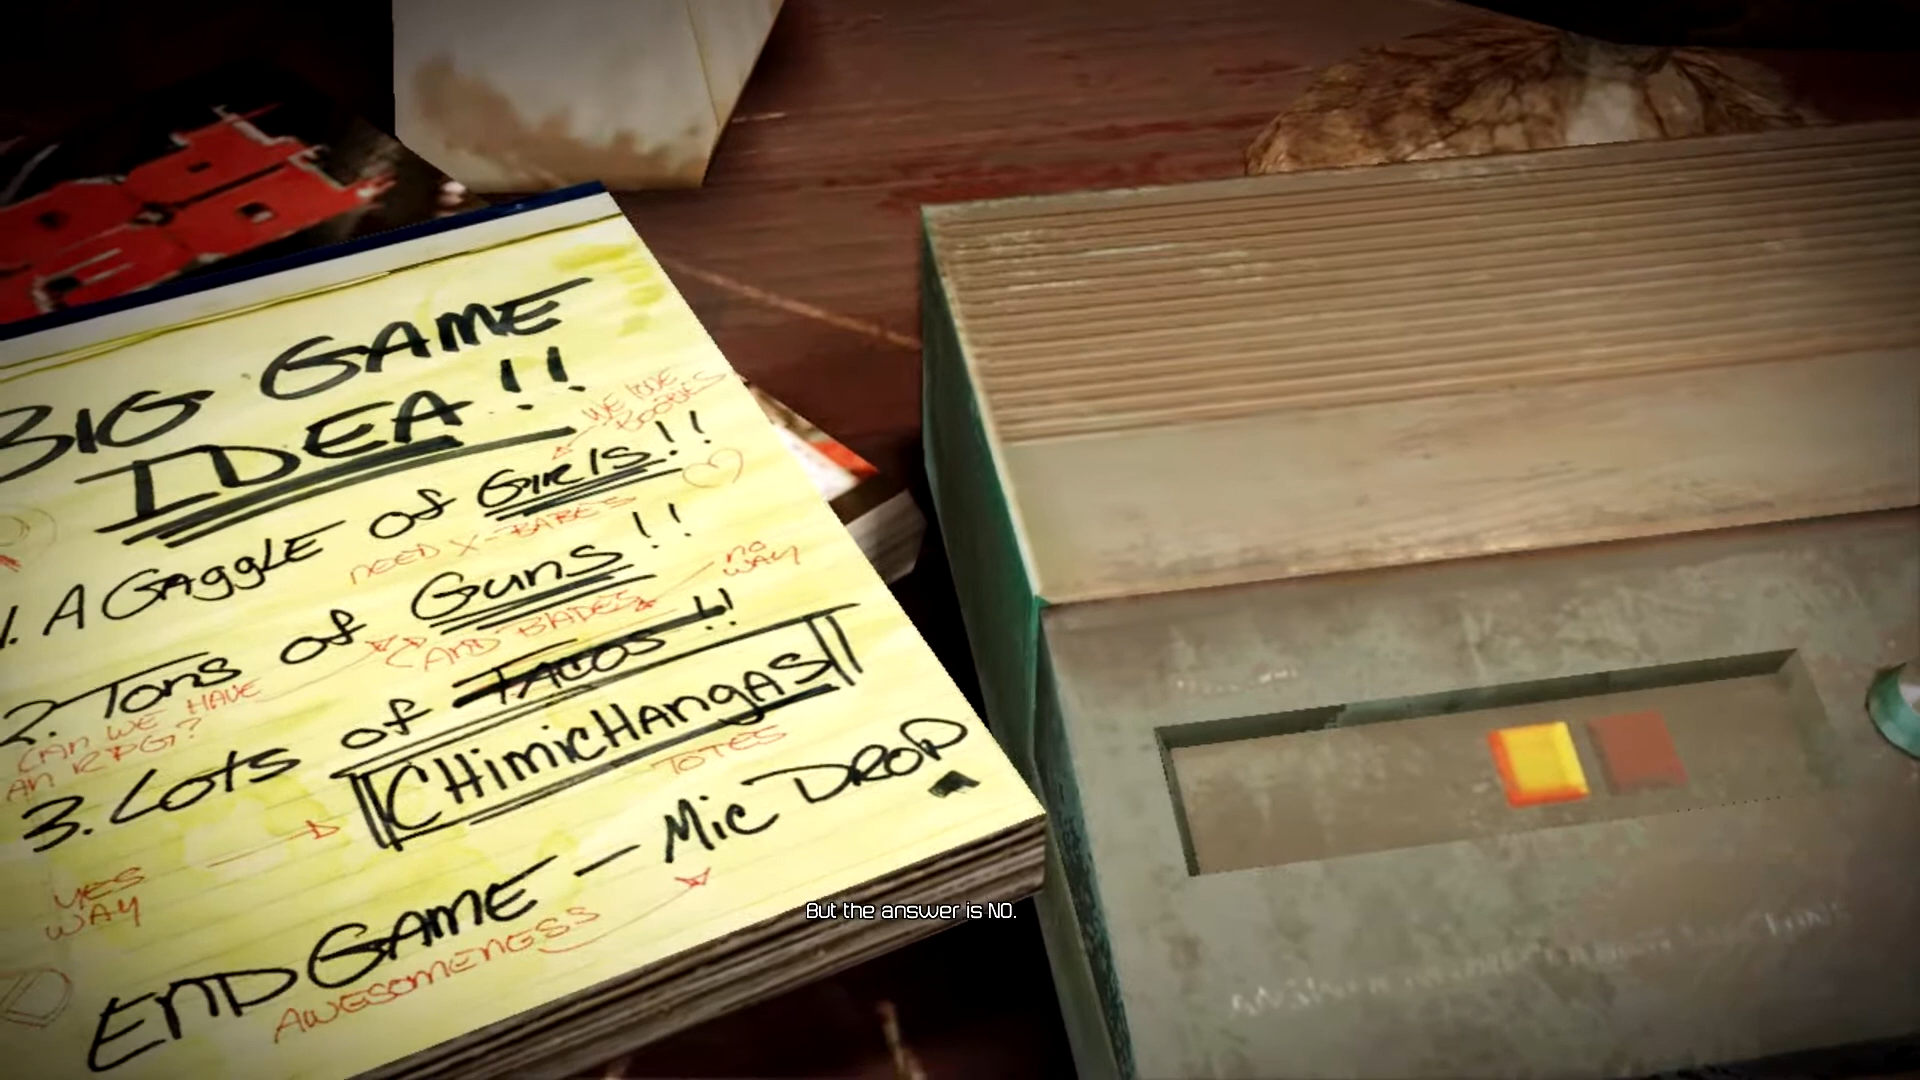 BIG GAME
IDEA!!
WE LOVE
BOOBIES
1. A GAggLE of GirlS!!
NEED X-BABES
2. Tons of Guns!!
no
WAY
(AND BLADES
CAN WE HAVE
AN RPG?
3. Lots of TACOS!!
CHimicHangAS
TOTES
YES
WAY
END GAME - Mic DROP
AWESOMENESS
But the answer is NO.